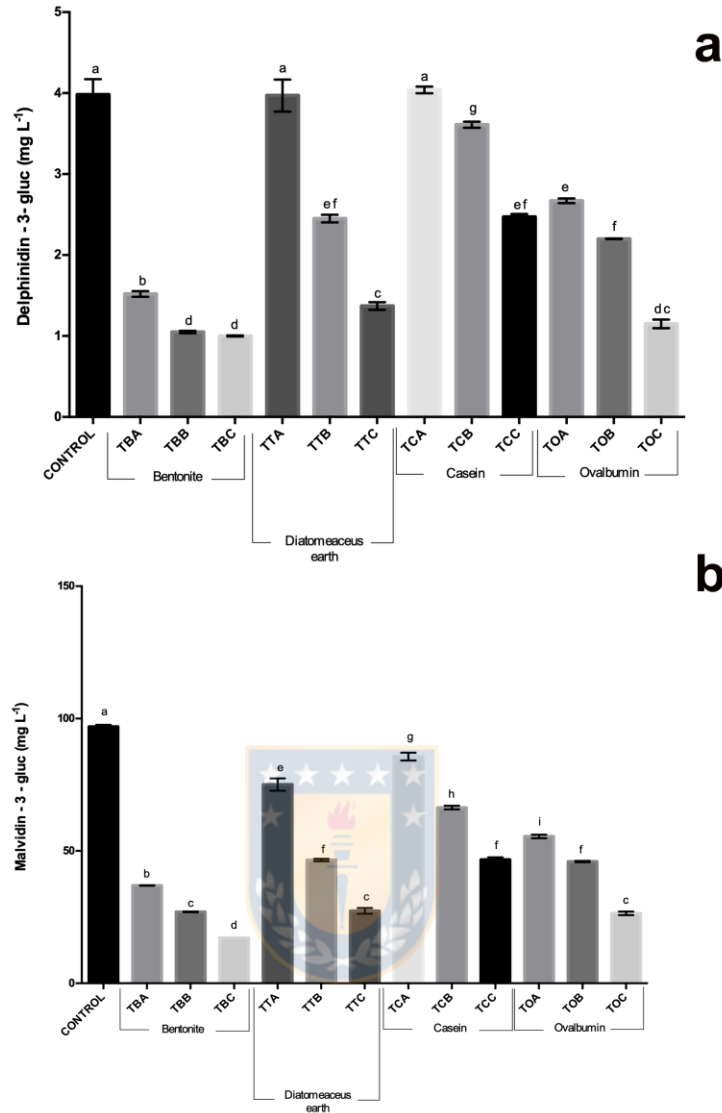 a
Delphinidin - 3- gluc (mg L-1)
5
4
3
2
1
0
a
b
d
d
a
ef
c
a
g
ef
e
f
dc
CONTROL
TBA
TBB
TBC
TTA
TTB
TTC
TCA
TCB
TCC
TOA
TOB
TOC
Bentonite
Casein
Ovalbumin
Diatomeaceus
earth
b
Malvidin - 3 - gluc (mg L-1)
150
100
50
0
a
b
c
d
e
f
c
g
h
f
i
f
c
CONTROL
TBA
TBB
TBC
TTA
TTB
TTC
TCA
TCB
TCC
TOA
TOB
TOC
Bentonite
Casein
Ovalbumin
Diatomeaceus
earth